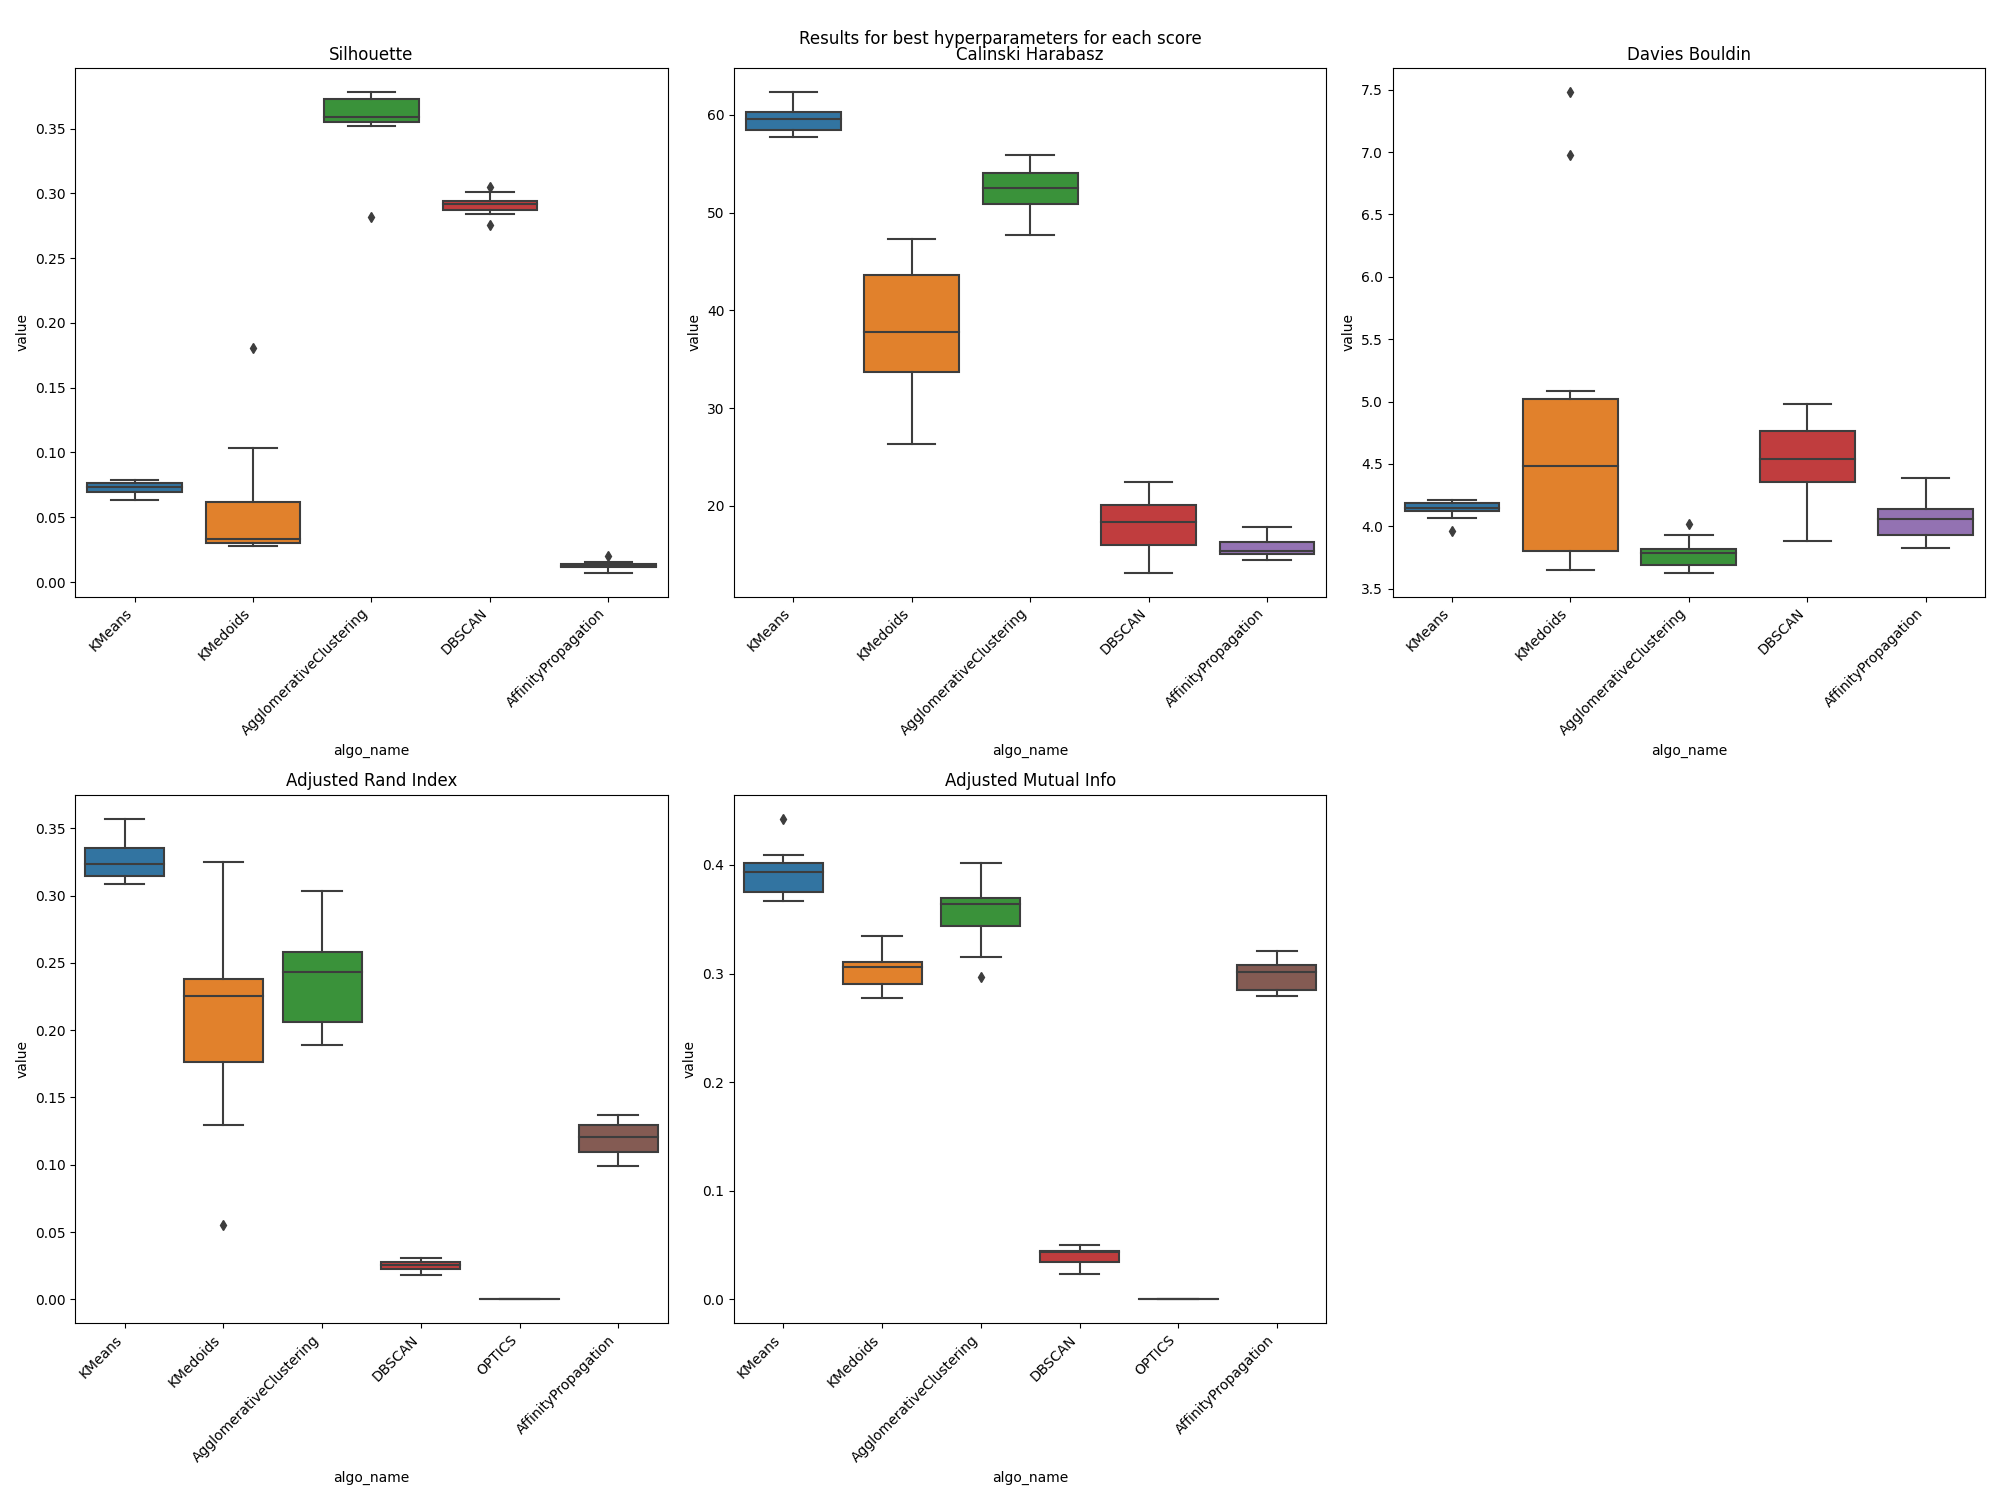 Results for best hyperparameters for each score
Silhouette
value
0.35
0.30
0.25
0.20
0.15
0.10
0.05
0.00
KMeans
KMedoids
AgglomerativeClustering
DBSCAN
AffinityPropagation
algo_name
Calinski Harabasz
value
60
50
40
30
20
KMeans
KMedoids
AgglomerativeClustering
DBSCAN
AffinityPropagation
algo_name
Davies Bouldin
value
7.5
7.0
6.5
6.0
5.5
5.0
4.5
4.0
3.5
KMeans
KMedoids
AgglomerativeClustering
DBSCAN
AffinityPropagation
algo_name
Adjusted Rand Index
value
0.35
0.30
0.25
0.20
0.15
0.10
0.05
0.00
KMeans
KMedoids
AgglomerativeClustering
DBSCAN
OPTICS
AffinityPropagation
algo_name
Adjusted Mutual Info
value
0.4
0.3
0.2
0.1
0.0
KMeans
KMedoids
AgglomerativeClustering
DBSCAN
OPTICS
AffinityPropagation
algo_name